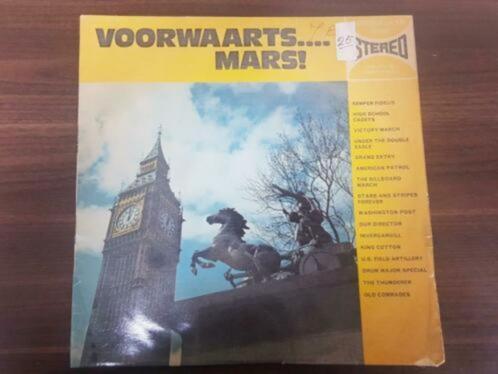 VOORWAARTS....
MARS!
25
STEREO
SEMPER FIDELIS
HIGH SCHOOL
CADETS
VICTORY MARCH
UNDER THE DOUBLE
EAGLE
GRAND ENTRY
AMERICAN PATROL
THE BILLBOARD
MARCH
STARS AND STRIPES
FOREVER
WASHINGTON POST
OUR DIRECTOR
INVERCARGILL
KING COTTON
U.S. FIELD ARTILLERY
DRUM MAJOR SPECIAL
THE THUNDERER
OLD COMRADES